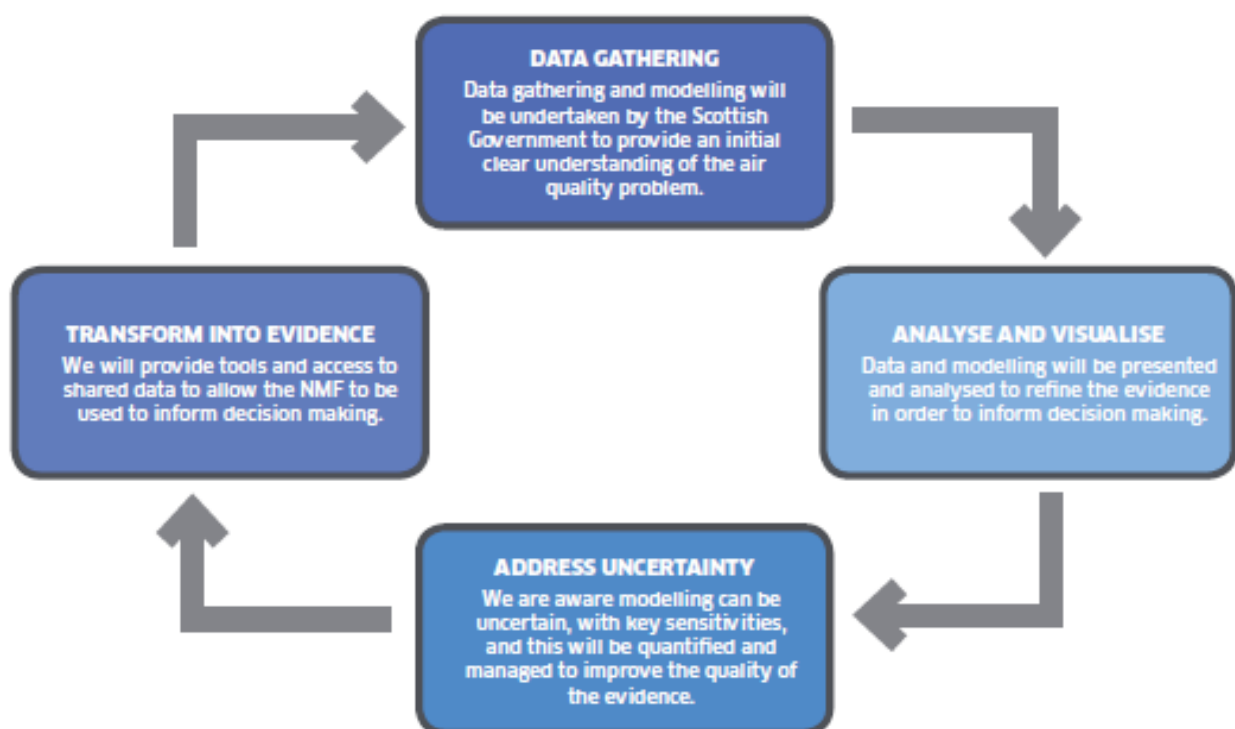 DATA GATHERING
Data gathering and modelling will
be undertaken by the Scottish
Government to provide an initial
clear understanding of the air
quality problem.
ANALYSE AND VISUALISE
Data and modelling will be presented
and analysed to refine the evidence
in order to inform decision making.
ADDRESS UNCERTAINTY
We are aware modelling can be
uncertain, with key sensitivities,
and this will be quantified and
managed to improve the quality of
the evidence.
TRANSFORM INTO EVIDENCE
We will provide tools and access to
shared data to allow the NMF to be
used to inform decision making.